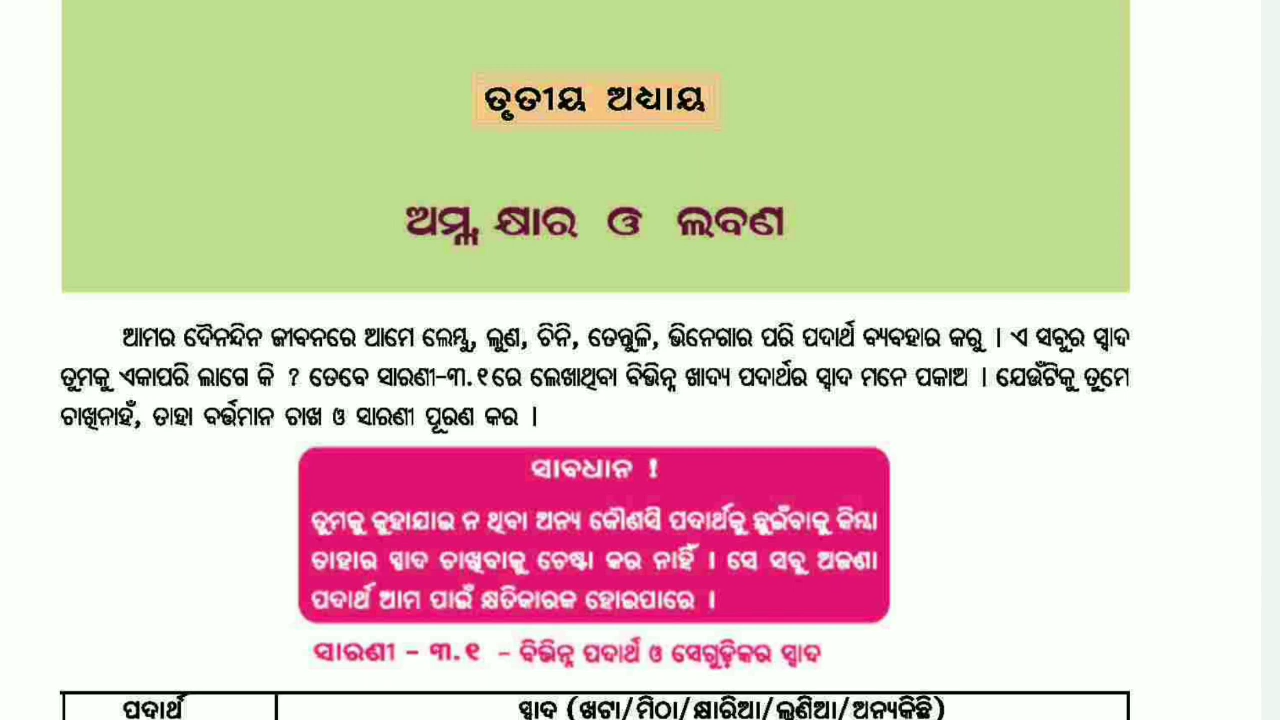 ତୃତୀୟ ଅଧ୍ୟାୟ
ଅମ୍ଳ, କ୍ଷାର ଓ ଲବଣ
ଆମର ଦୈନନ୍ଦିନ ଜୀବନରେ ଆମେ ଲେମ୍ବୁ, ଲୁଣ, ଚିନି, ତେନ୍ତୁଳି, ଭିନେଗାର ପରି ପଦାର୍ଥ ବ୍ୟବହାର କରୁ । ଏ ସବୁର ସ୍ୱାଦ
ତୁମକୁ ଏକାପରି ଲାଗେ କି ? ତେବେ ସାରଣୀ-୩.୧ରେ ଲେଖାଥିବା ବିଭିନ୍ନ ଖାଦ୍ୟ ପଦାର୍ଥର ସ୍ୱାଦ ମନେ ପକାଅ । ଯେଉଁଟିକୁ ତୁମେ
ଚାଖିନାହଁ, ତାହା ବର୍ତ୍ତମାନ ଚାଖ ଓ ସାରଣୀ ପୂରଣ କର ।
ସାବଧାନ !
ତୁମକୁ କୁହାଯାଇ ନ ଥିବା ଅନ୍ୟ କୌଣସି ପଦାର୍ଥକୁ ଛୁଇଁବାକୁ କିମ୍ବା
ତାହାର ସ୍ୱାଦ ଚାଖିବାକୁ ଚେଷ୍ଟା କର ନାହିଁ । ସେ ସବୁ ଅଜଣା
ପଦାର୍ଥ ଆମ ପାଇଁ କ୍ଷତିକାରକ ହୋଇପାରେ ।
ସାରଣୀ - ୩.୧ - ବିଭିନ୍ନ ପଦାର୍ଥ ଓ ସେଗୁଡ଼ିକର ସ୍ୱାଦ
ପଦାର୍ଥ ସ୍ୱାଦ (ଖଟା/ମିଠା/କ୍ଷାରିଆ/ଲୁଣିଆ/ଅନ୍ୟକିଛି)